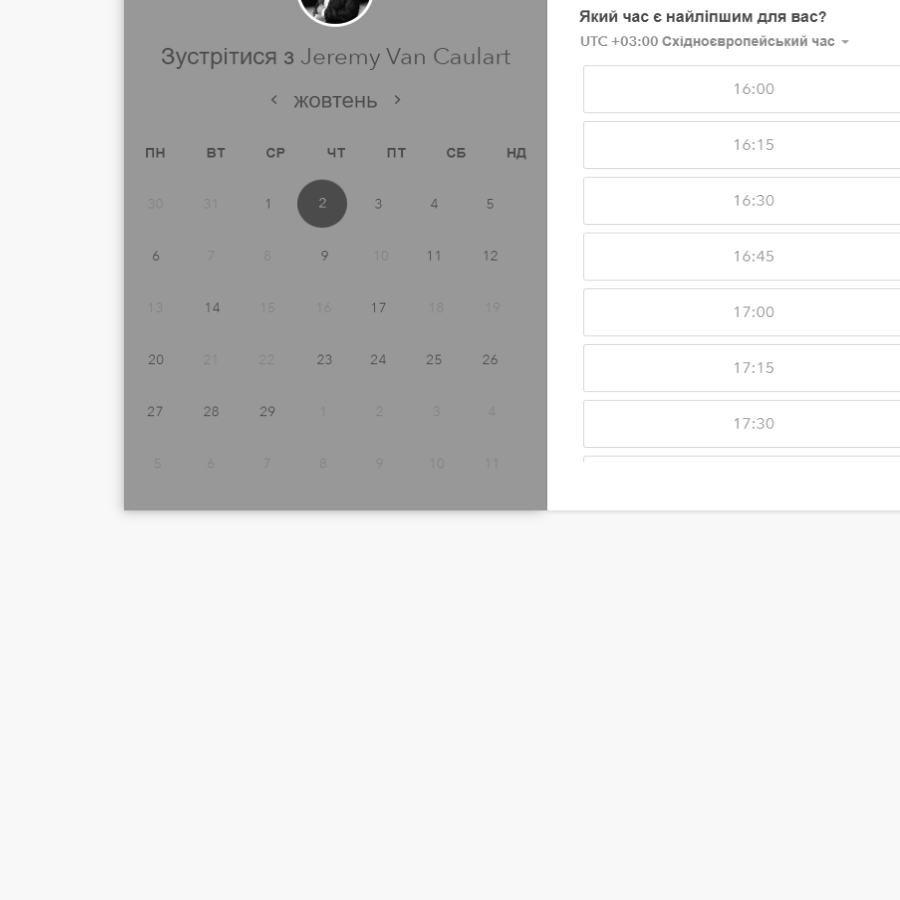 Зустрітися з Jeremy Van Caulart
жовтень
ПН ВТ СР ЧТ ПТ СБ НД
30 31 1 2 3 4 5
6 7 8 9 10 11 12
13 14 15 16 17 18 19
20 21 22 23 24 25 26
27 28 29 1 2 3 4
5 6 7 8 9 10 11
Який час є найліпшим для вас?
UTC +03:00 Східноєвропейський час
16:00
16:15
16:30
16:45
17:00
17:15
17:30